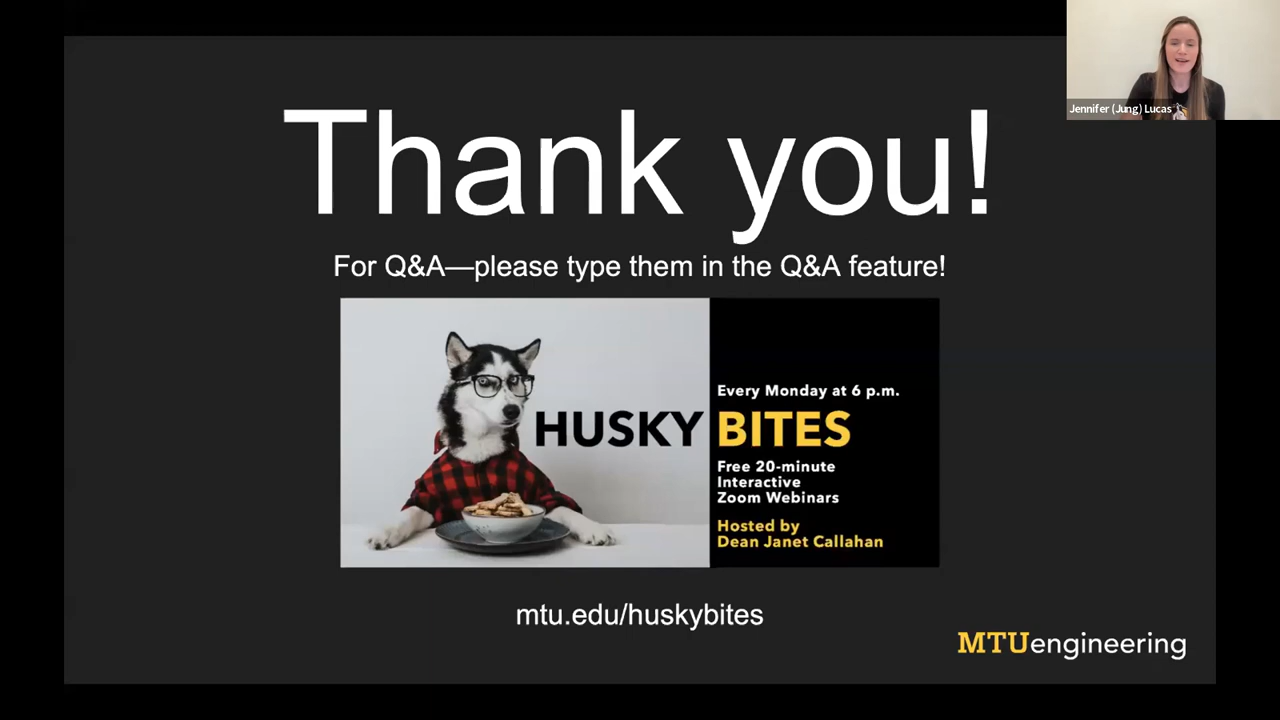 Jennifer (Jung) Lucas
Thank you!
For Q&A—please type them in the Q&A feature!
HUSKY BITES
Every Monday at 6 p.m.
Free 20-minute
Interactive
Zoom Webinars
Hosted by
Dean Janet Callahan
mtu.edu/huskybites
MTUengineering